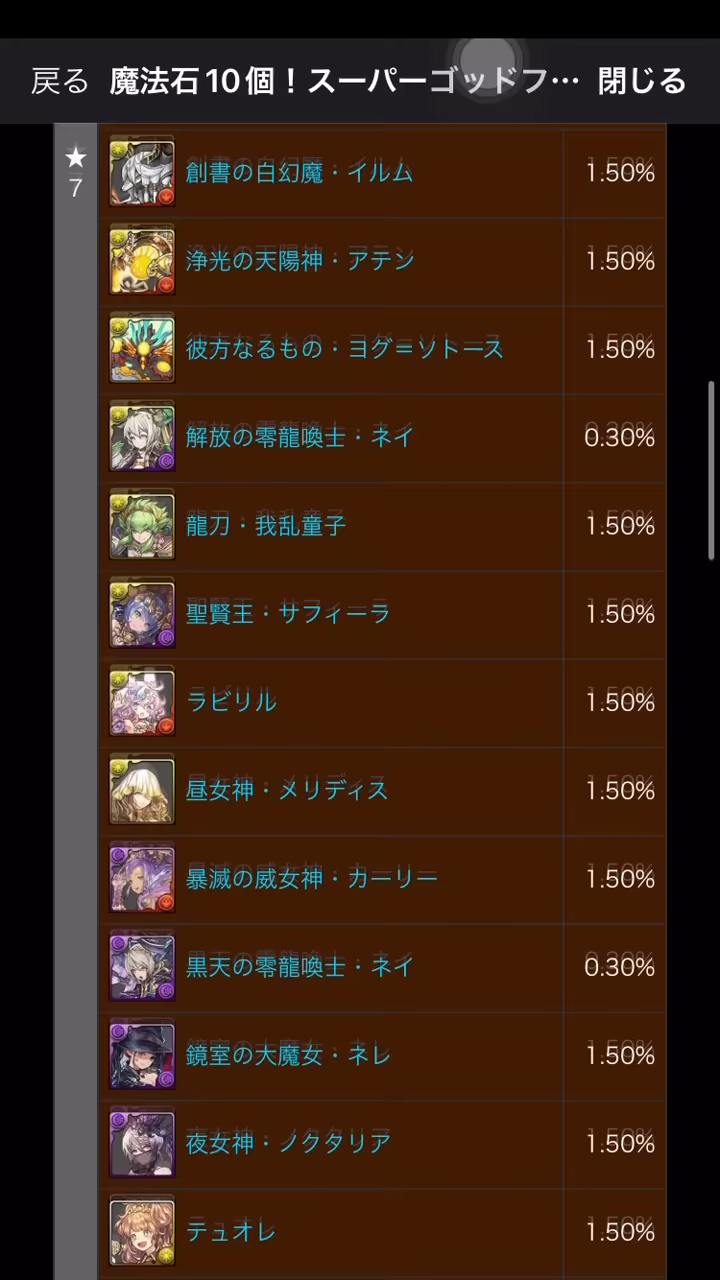 戻る 魔法石10個！スーパーゴッドフ… 閉じる
★
7
創書の白幻魔・イルム 1.50%
浄光の天陽神・アテン 1.50%
彼方なるもの・ヨグ＝ソトース 1.50%
解放の零龍喚士・ネイ 0.30%
龍刀・我乱童子 1.50%
聖賢王・サフィーラ 1.50%
ラビリル 1.50%
昼女神・メリディス 1.50%
暴滅の威女神・カーリー 1.50%
黒天の零龍喚士・ネイ 0.30%
鏡室の大魔女・ネレ 1.50%
夜女神・ノクタリア 1.50%
テュオレ 1.50%